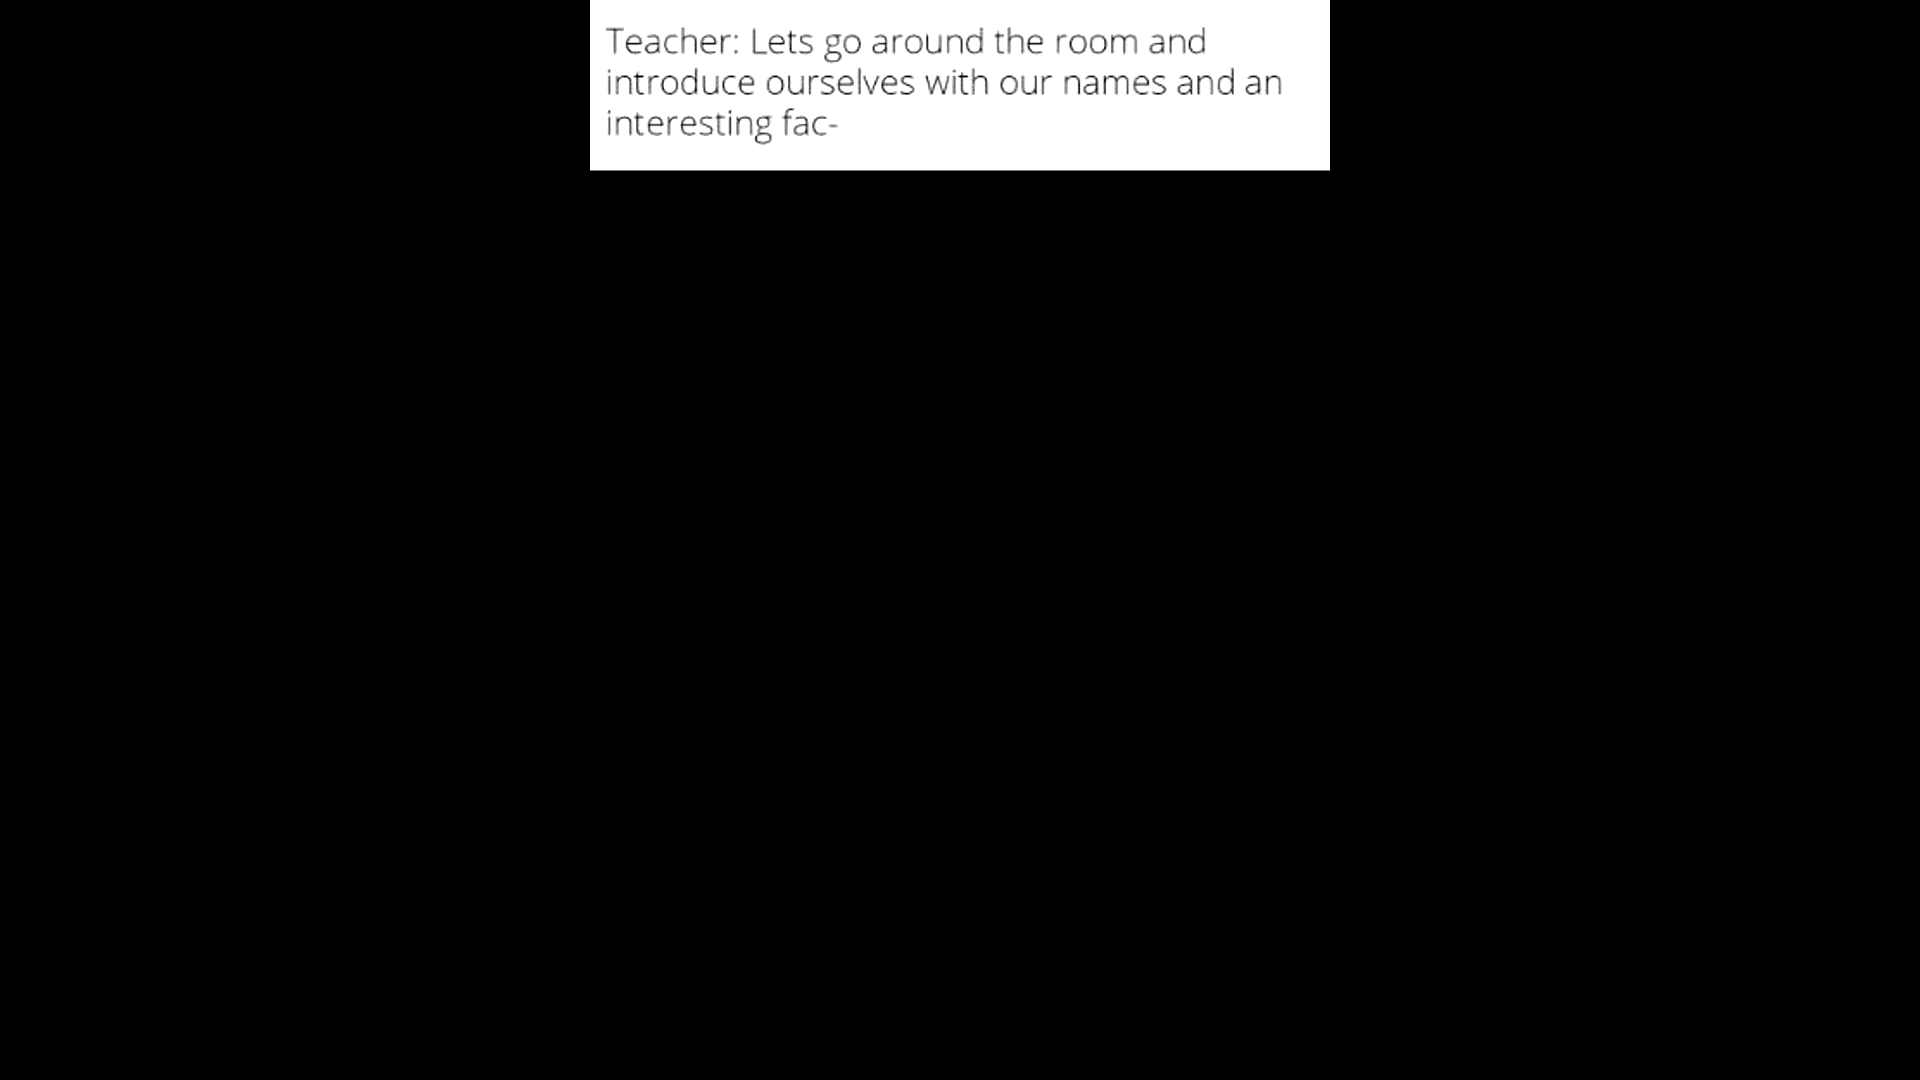 Teacher: Lets go around the room and
introduce ourselves with our names and an
interesting fac-